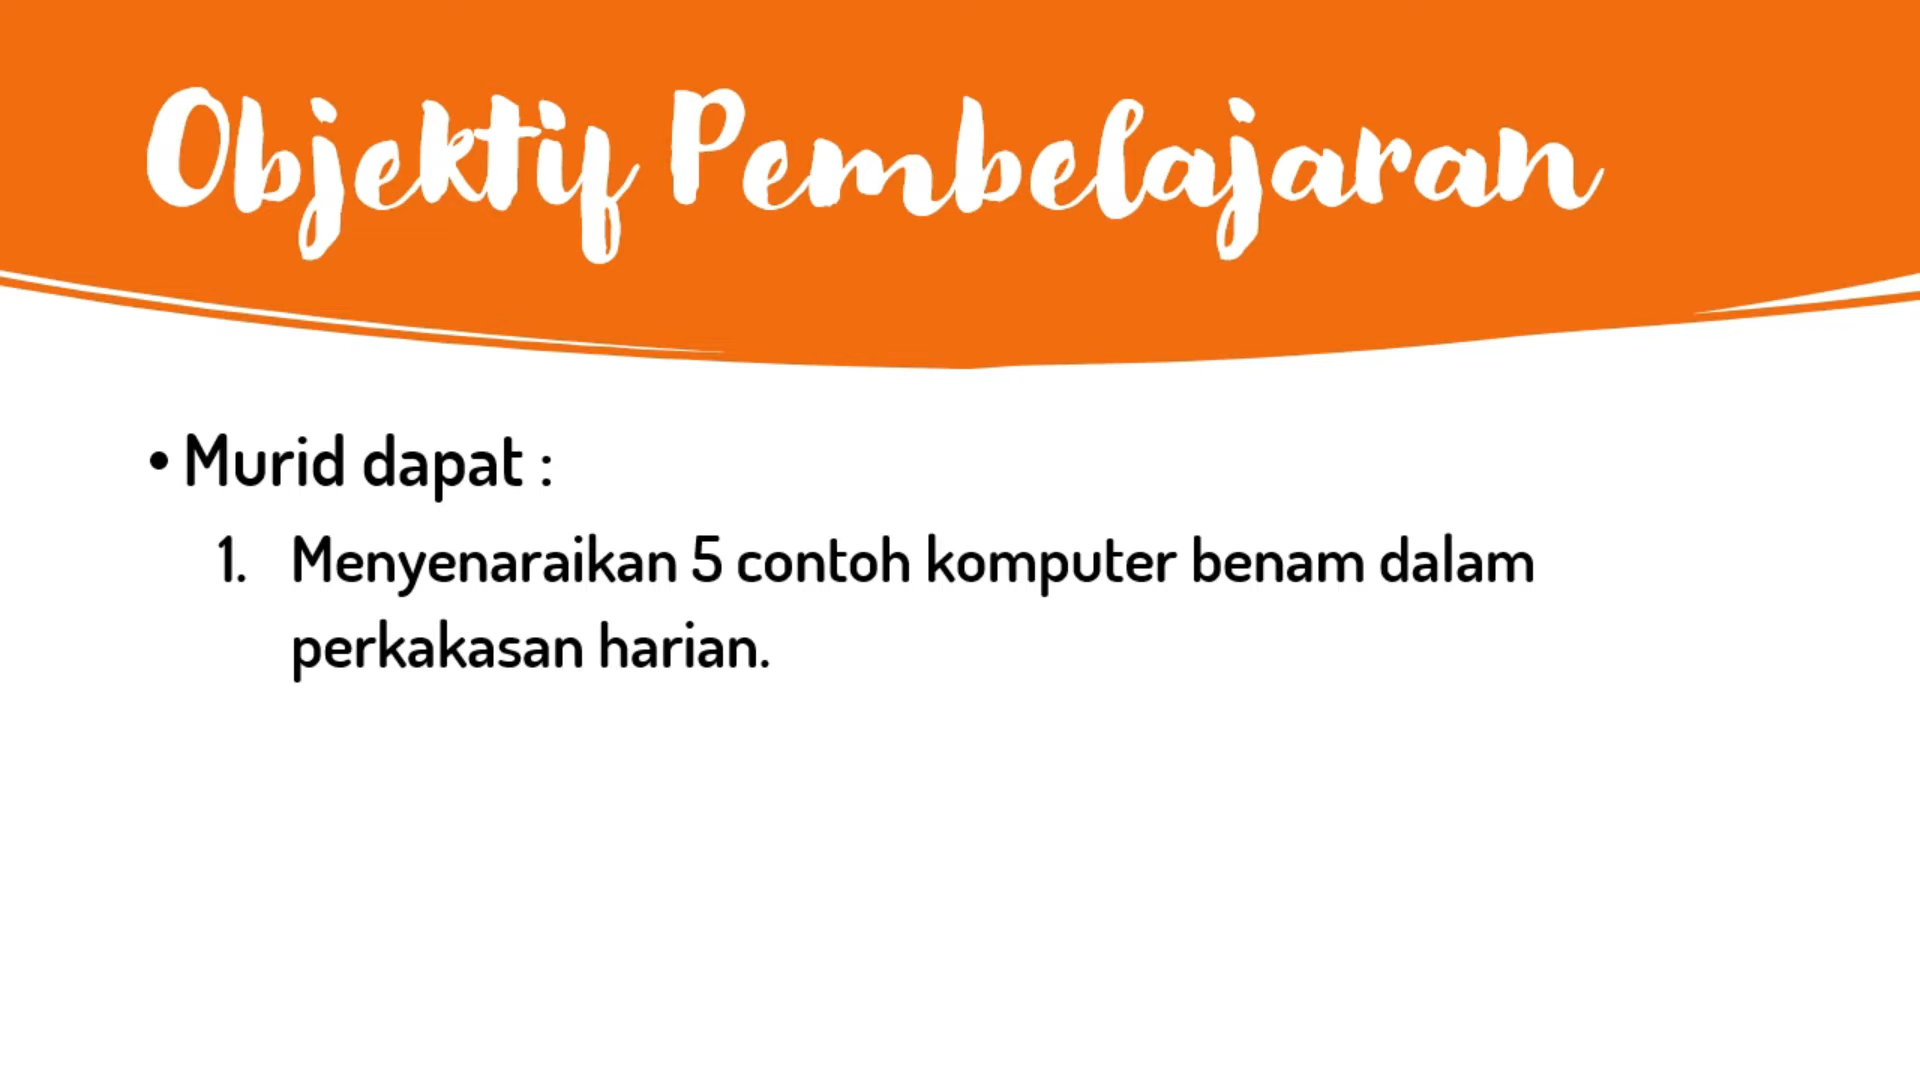 Objektif Pembelajaran
• Murid dapat :
1. Menyenaraikan 5 contoh komputer benam dalam
perkakasan harian.